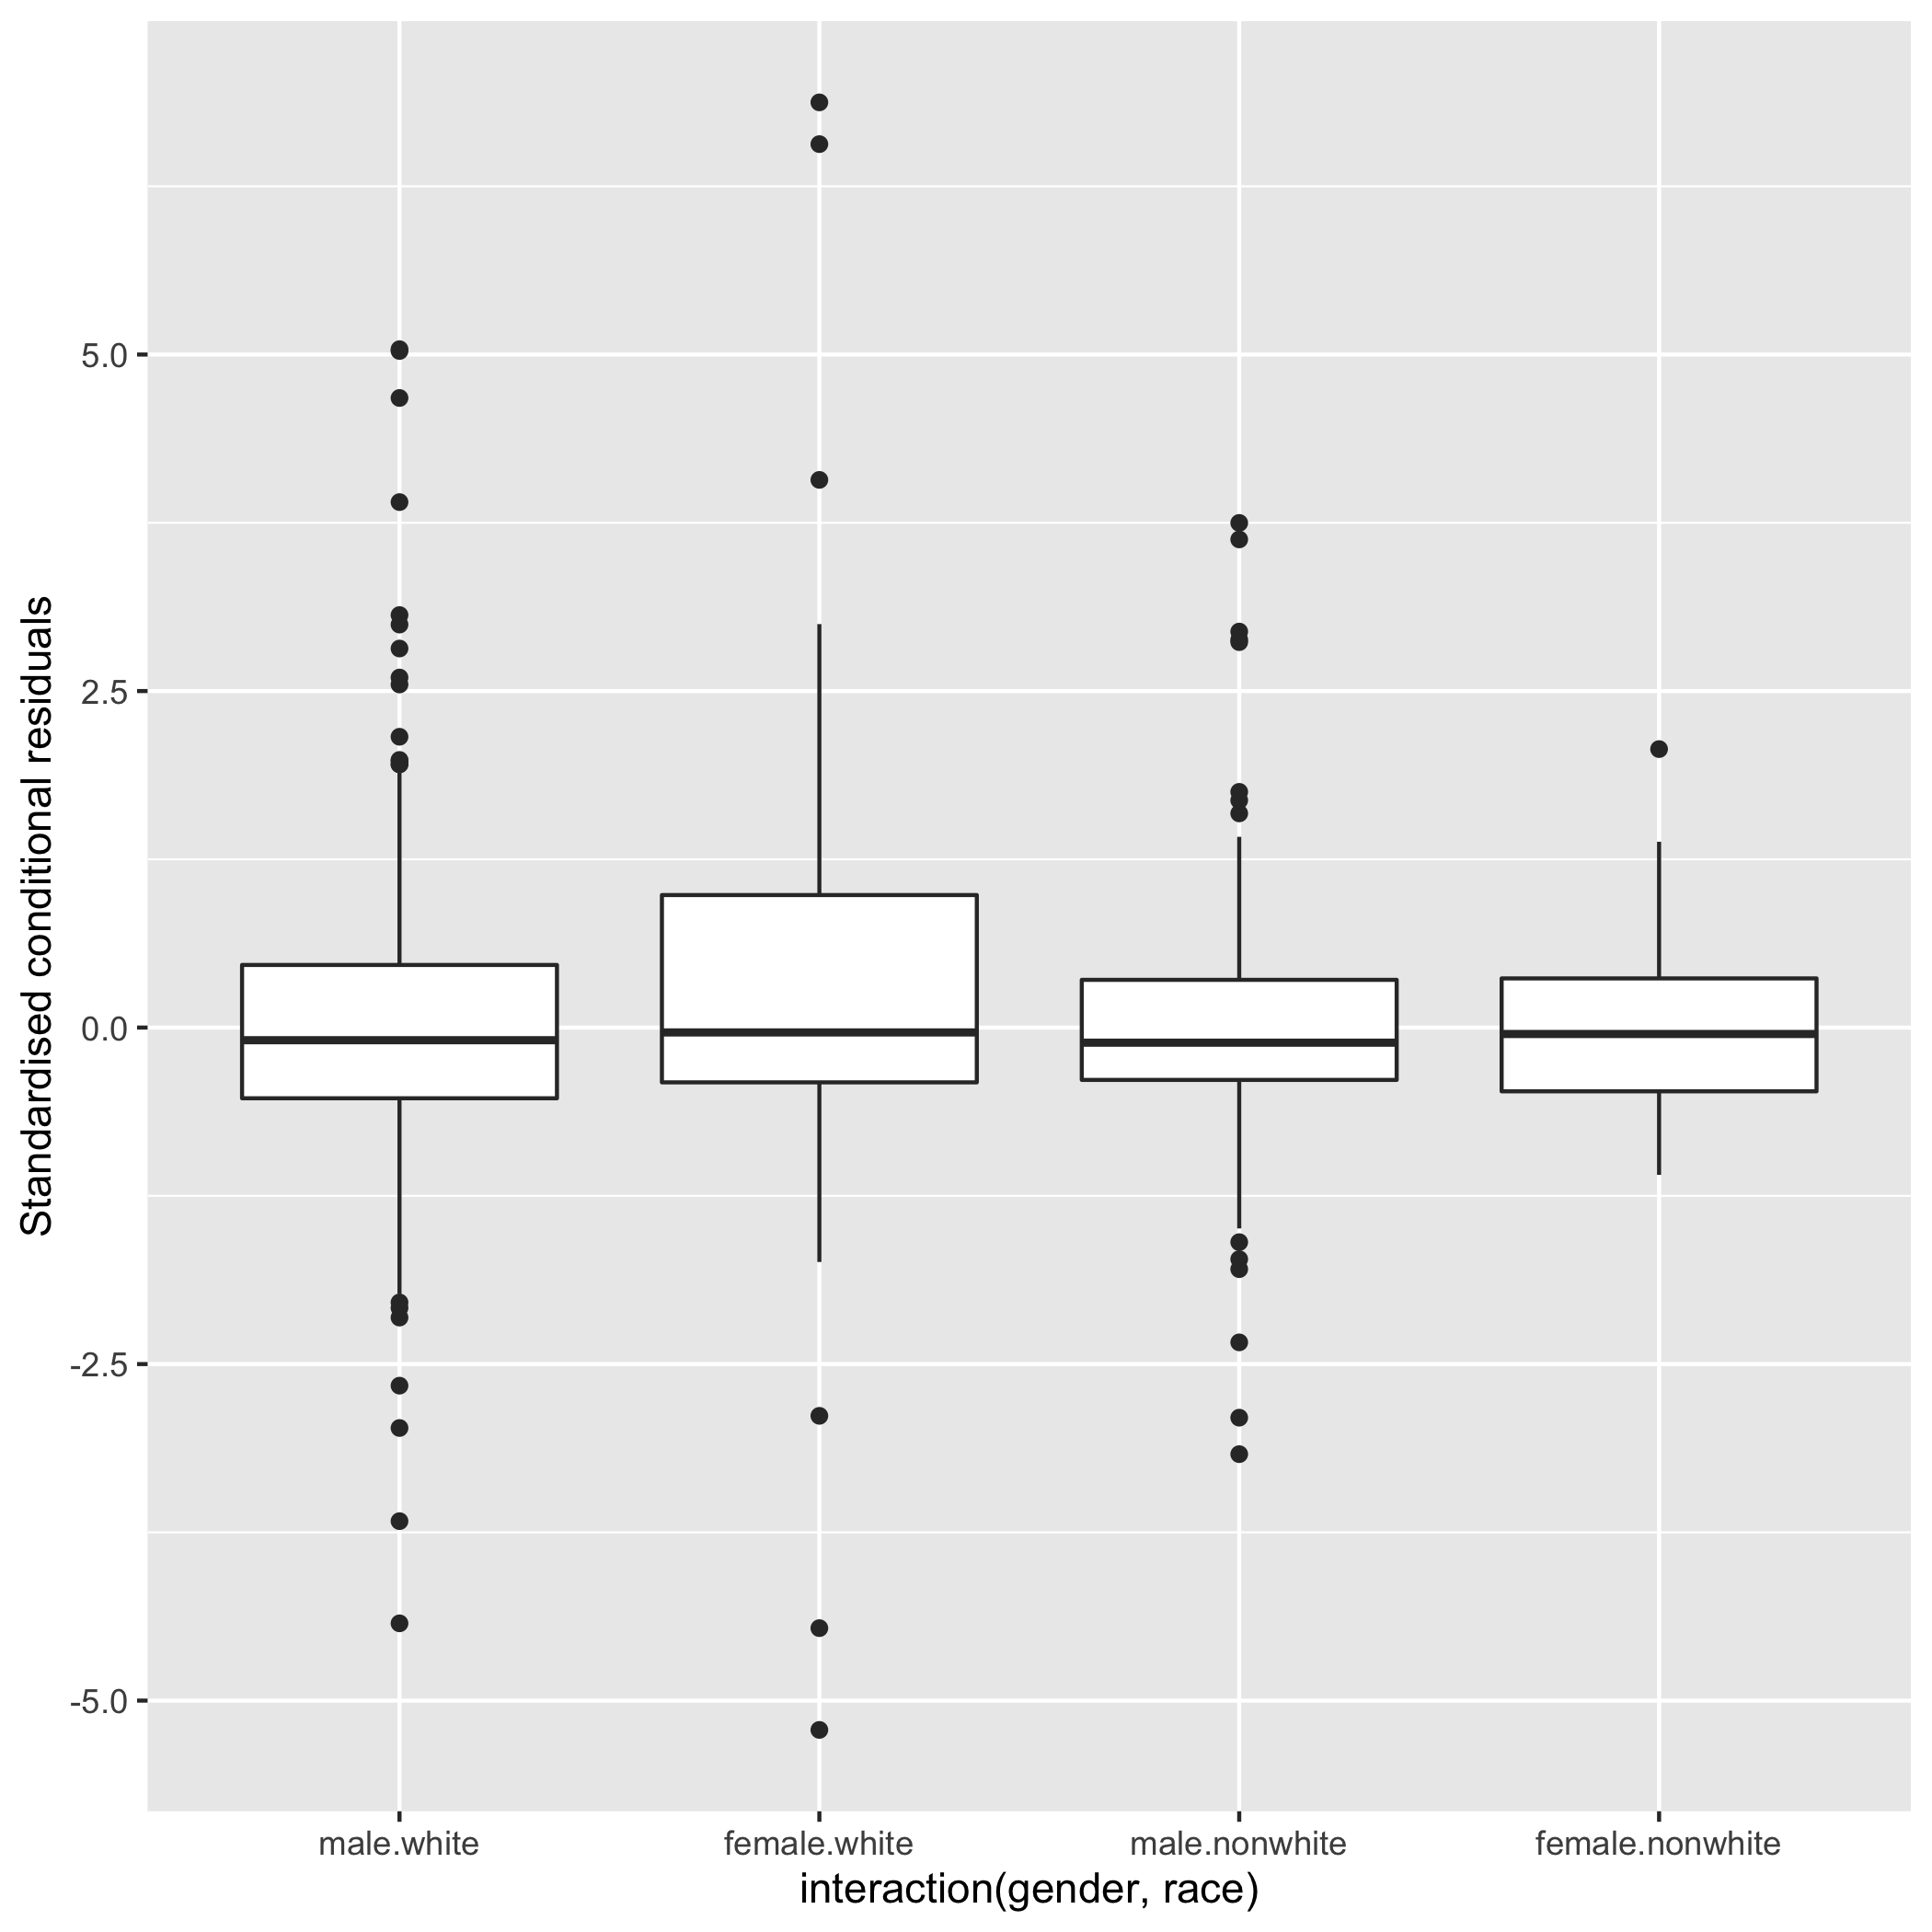 Standardised conditional residuals
5.0
2.5
0.0
-2.5
-5.0
male.white
female.white
male.nonwhite
female.nonwhite
interaction(gender, race)